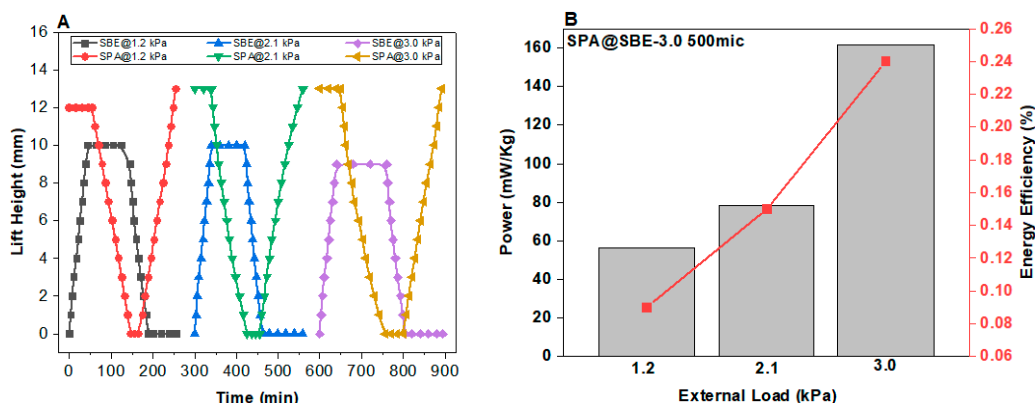 A
SBE@1.2 kPa SBE@2.1 kPa SBE@3.0 kPa
SPA@1.2 kPa SPA@2.1 kPa SPA@3.0 kPa
Lift Height (mm)
16
14
12
10
8
6
4
2
0
0 100 200 300 400 500 600 700 800 900
Time (min)
B
SPA@SBE-3.0 500mic
Power (mW/Kg)
160
140
120
100
80
60
40
20
0
1.2 2.1 3.0
External Load (kPa)
0.26
0.24
0.22
0.20
0.18
0.16
0.14
0.12
0.10
0.08
0.06
Energy Efficiency (%)